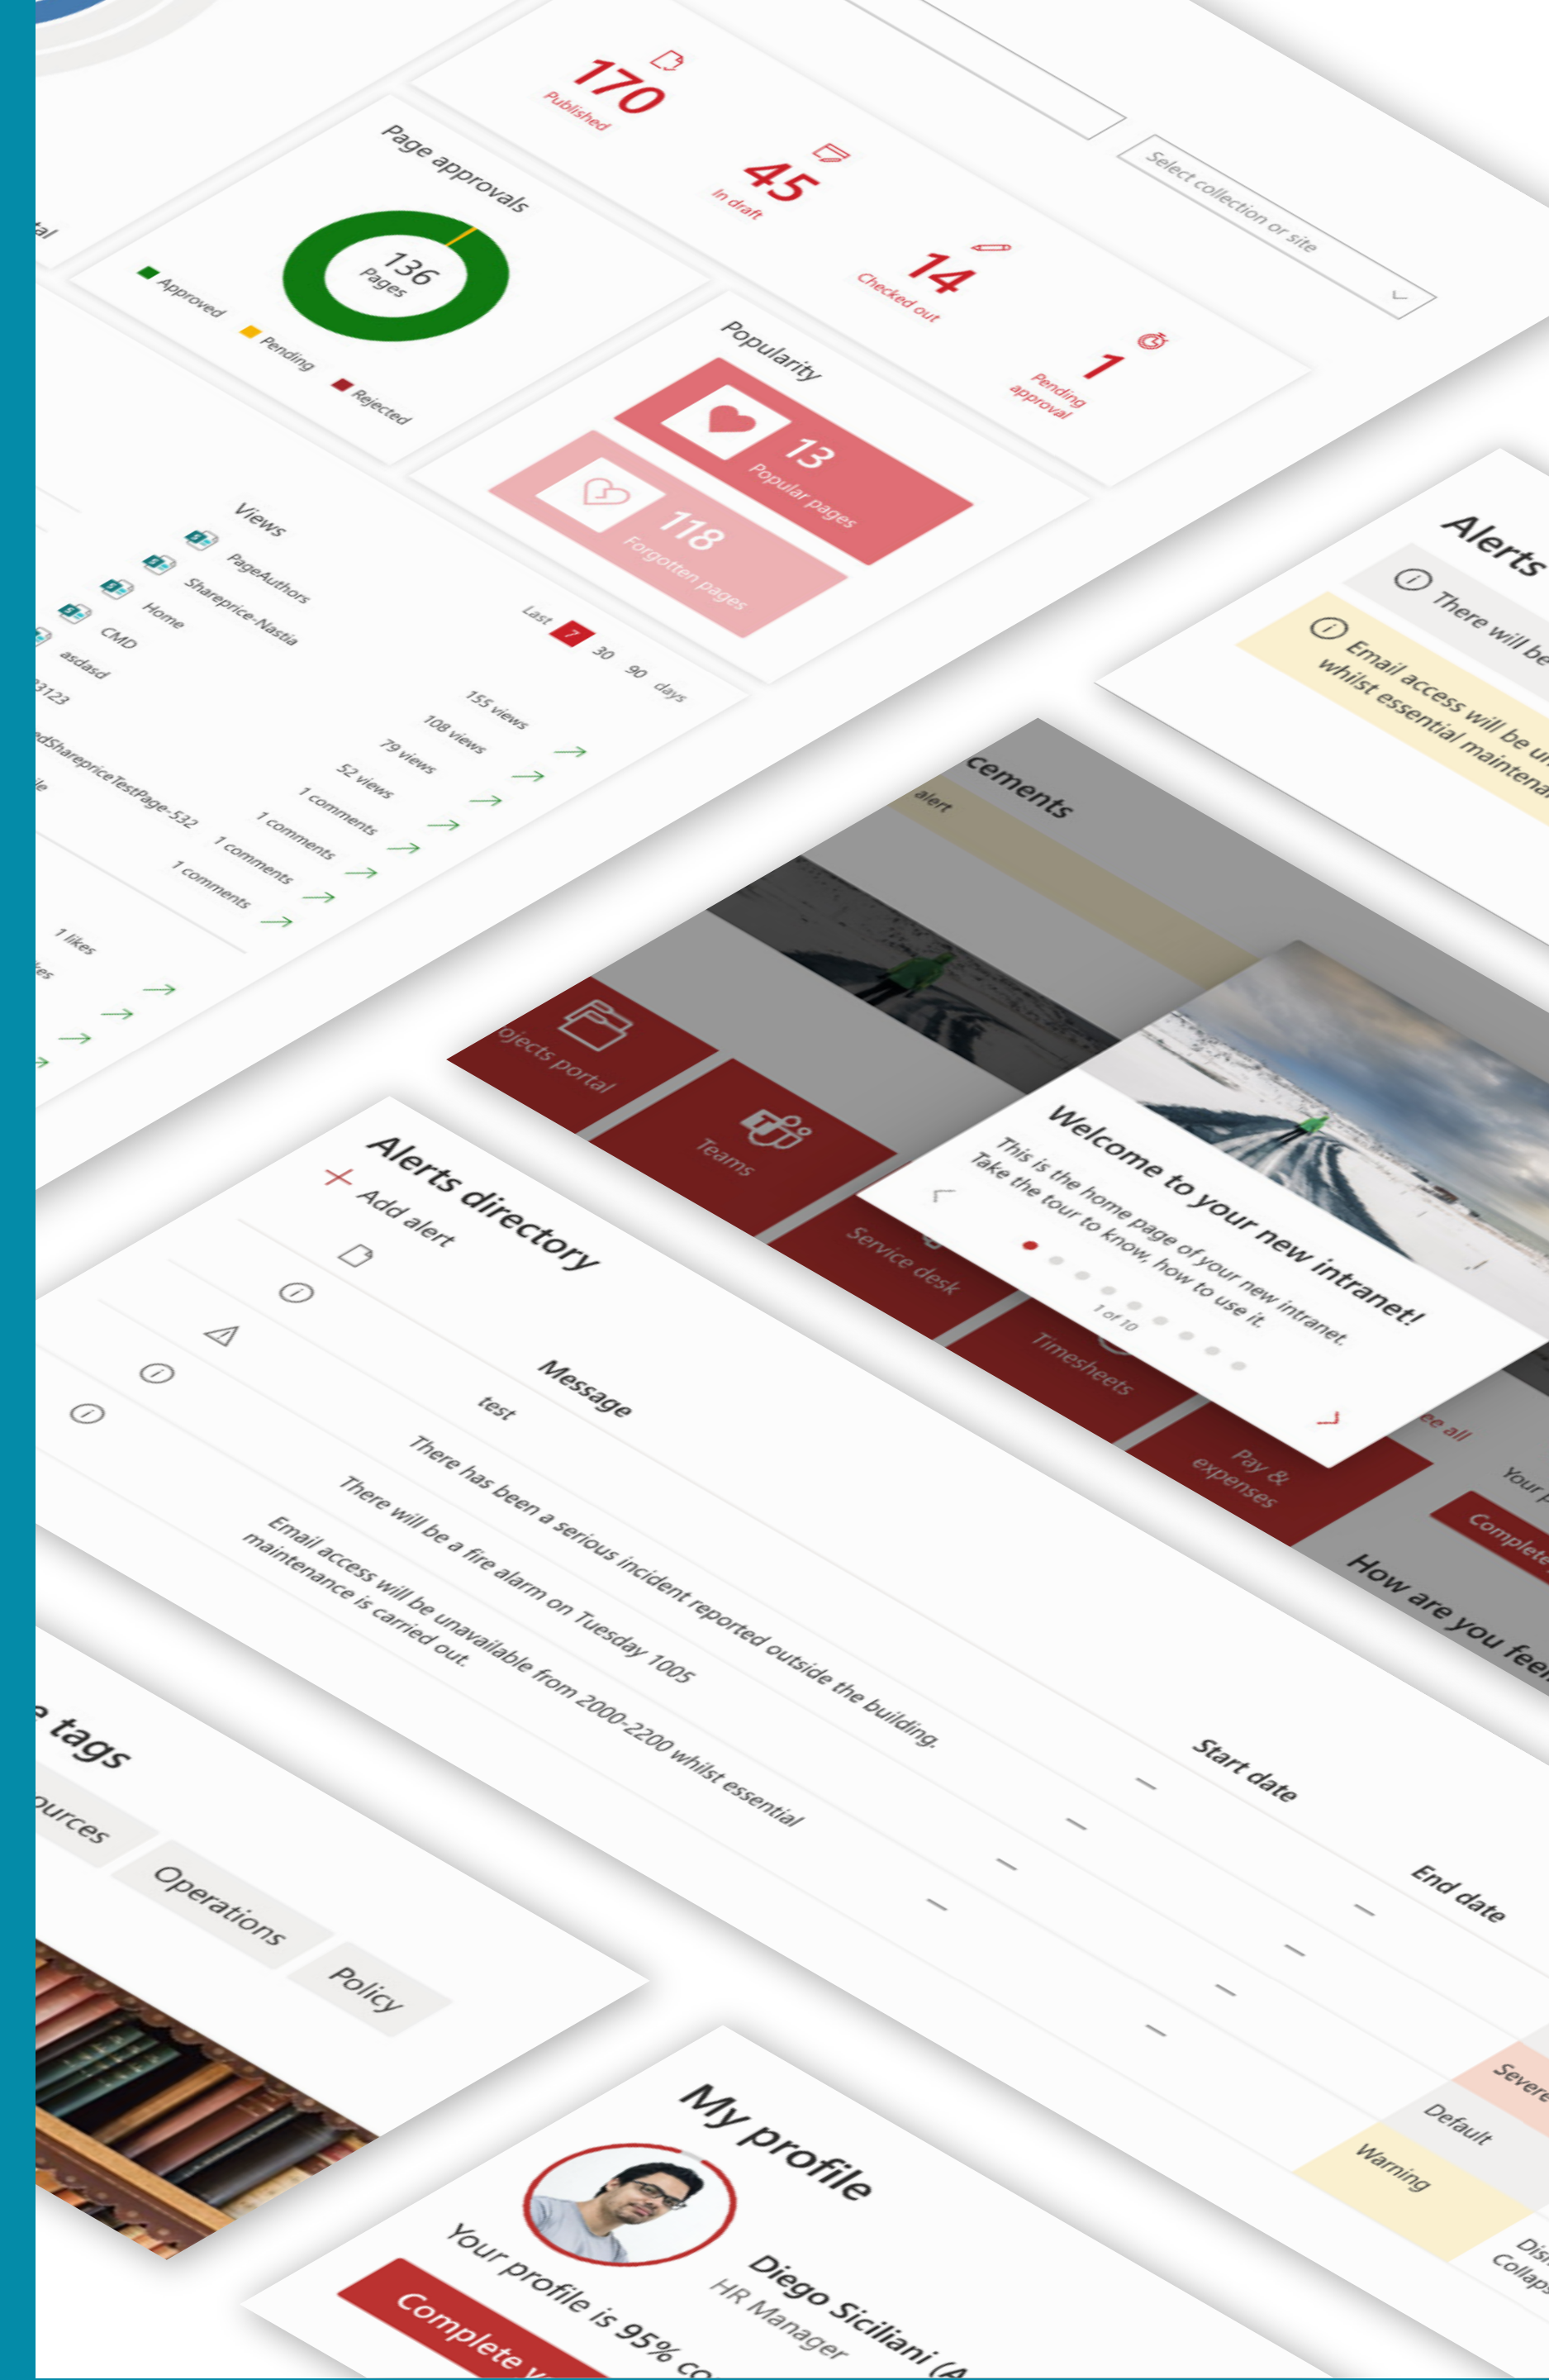 170
Published
45
In draft
14
Checked out
1
Pending
approval
Select collection or site
Page approvals
136
Pages
Approved
Pending
Rejected
Popularity
13
Popular pages
118
Forgotten pages
Views
Last 7 30 90 days
PageAuthors
155 views
Shareprice-Nastia
108 views
Home
79 views
CMD
52 views
asdasd
1 comments
1 comments
1 comments
1 comments
1 likes
Alerts
There will be
Email access will be
whilst essential
alert
portal
Teams
Service desk
Timesheets
Pay &
expenses
Welcome to your new intranet!
This is the home page of your new intranet.
Take the tour to know, how to use it.
1 of 10
all
Your
Complete
How are you
Alerts directory
Add alert
Message
Start date
End date
test
There has been a serious incident reported outside the building.
There will be a fire alarm on Tuesday 1005
Email access will be unavailable from 2000-2200 whilst essential
maintenance is carried out.
Severe
Default
Warning
tags
Operations
Policy
My profile
Diego Siciliani
HR Manager
Your profile is 95%
Complete